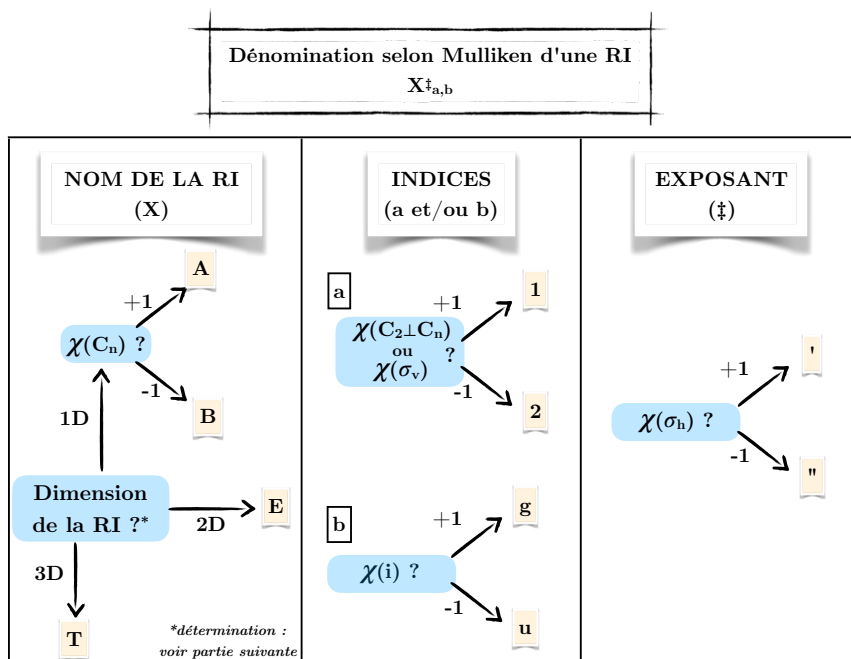 Dénomination selon Mulliken d'une RI
X‡a,b
NOM DE LA RI
(X)
A
+1
χ(Cn) ?
-1
B
1D
Dimension
de la RI ?*
2D
E
3D
T
*détermination :
voir partie suivante
INDICES
(a et/ou b)
a
+1
1
χ(C2⊥Cn)
ou
?
χ(σv)
-1
2
b
+1
g
χ(i) ?
-1
u
EXPOSANT
(‡)
+1
'
χ(σh) ?
-1
"